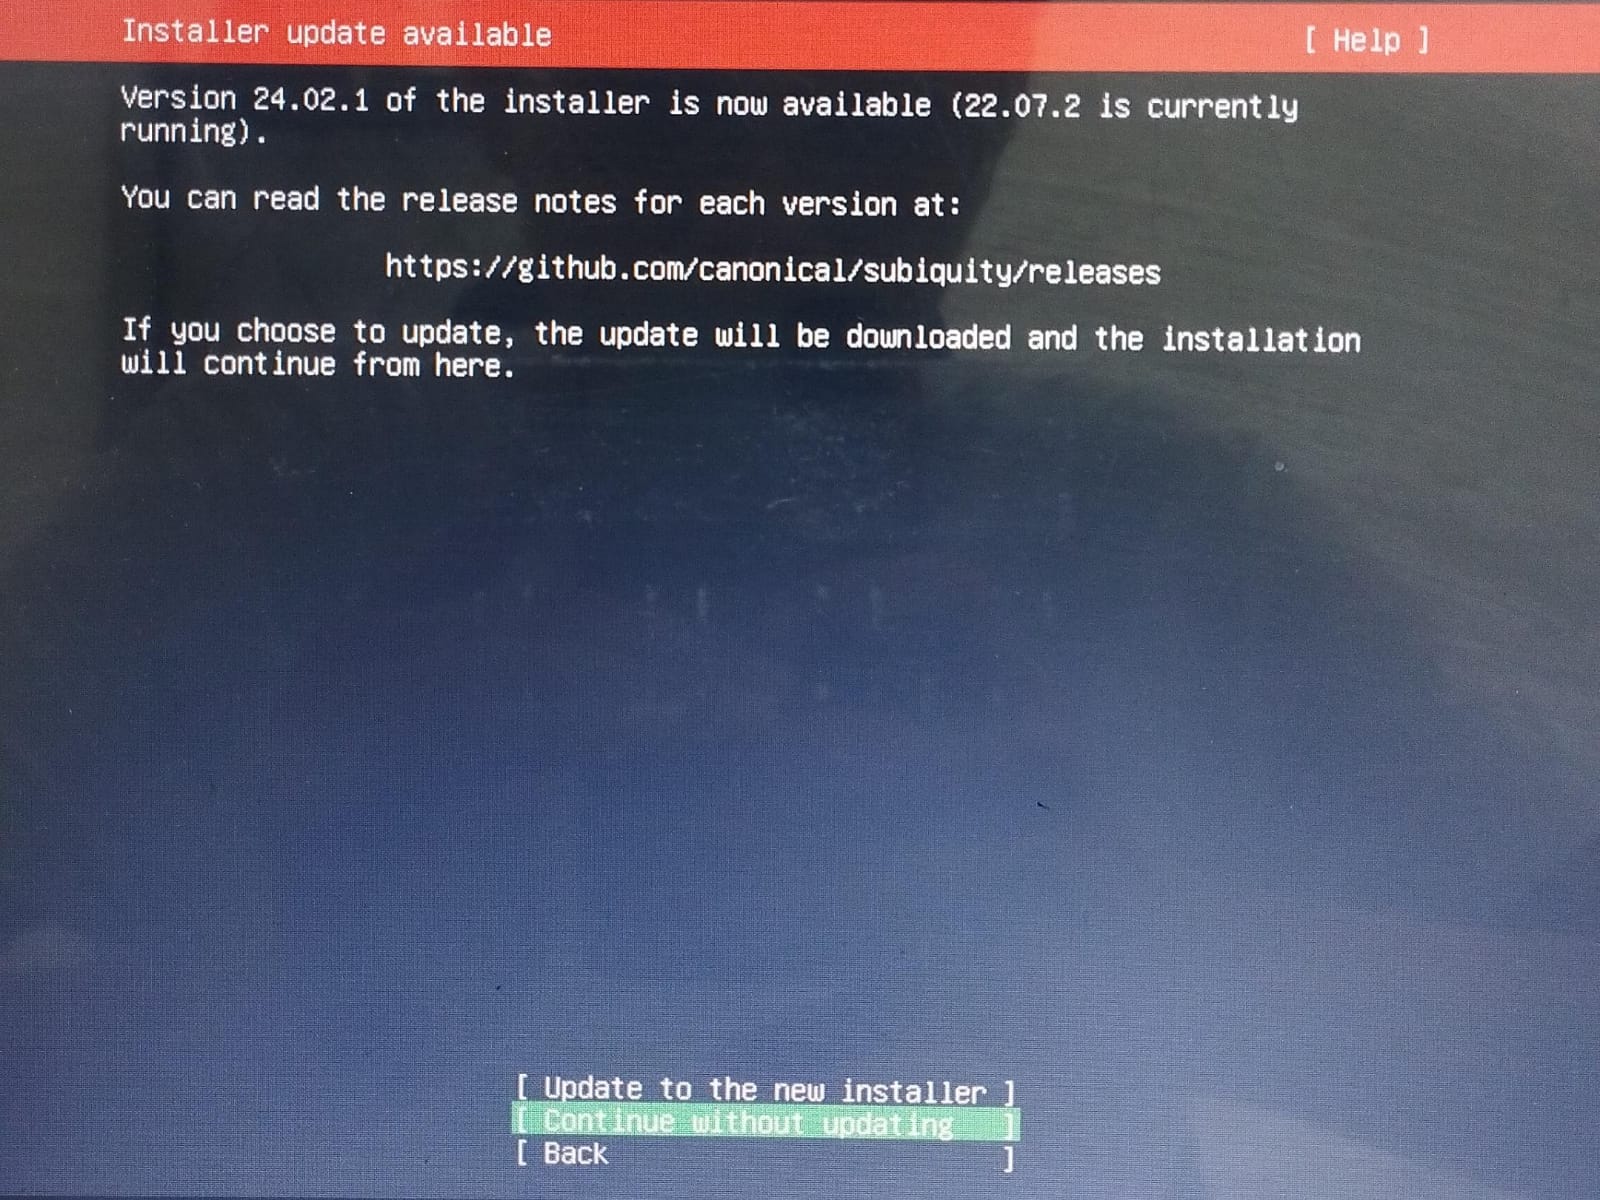 Installer update available
[ Help ]
Version 24.02.1 of the installer is now available (22.07.2 is currently
running).
You can read the release notes for each version at:
https://github.com/canonical/subiquity/releases
If you choose to update, the update will be downloaded and the installation
will continue from here.
[ Update to the new installer ]
[ Continue without updating ]
[ Back ]